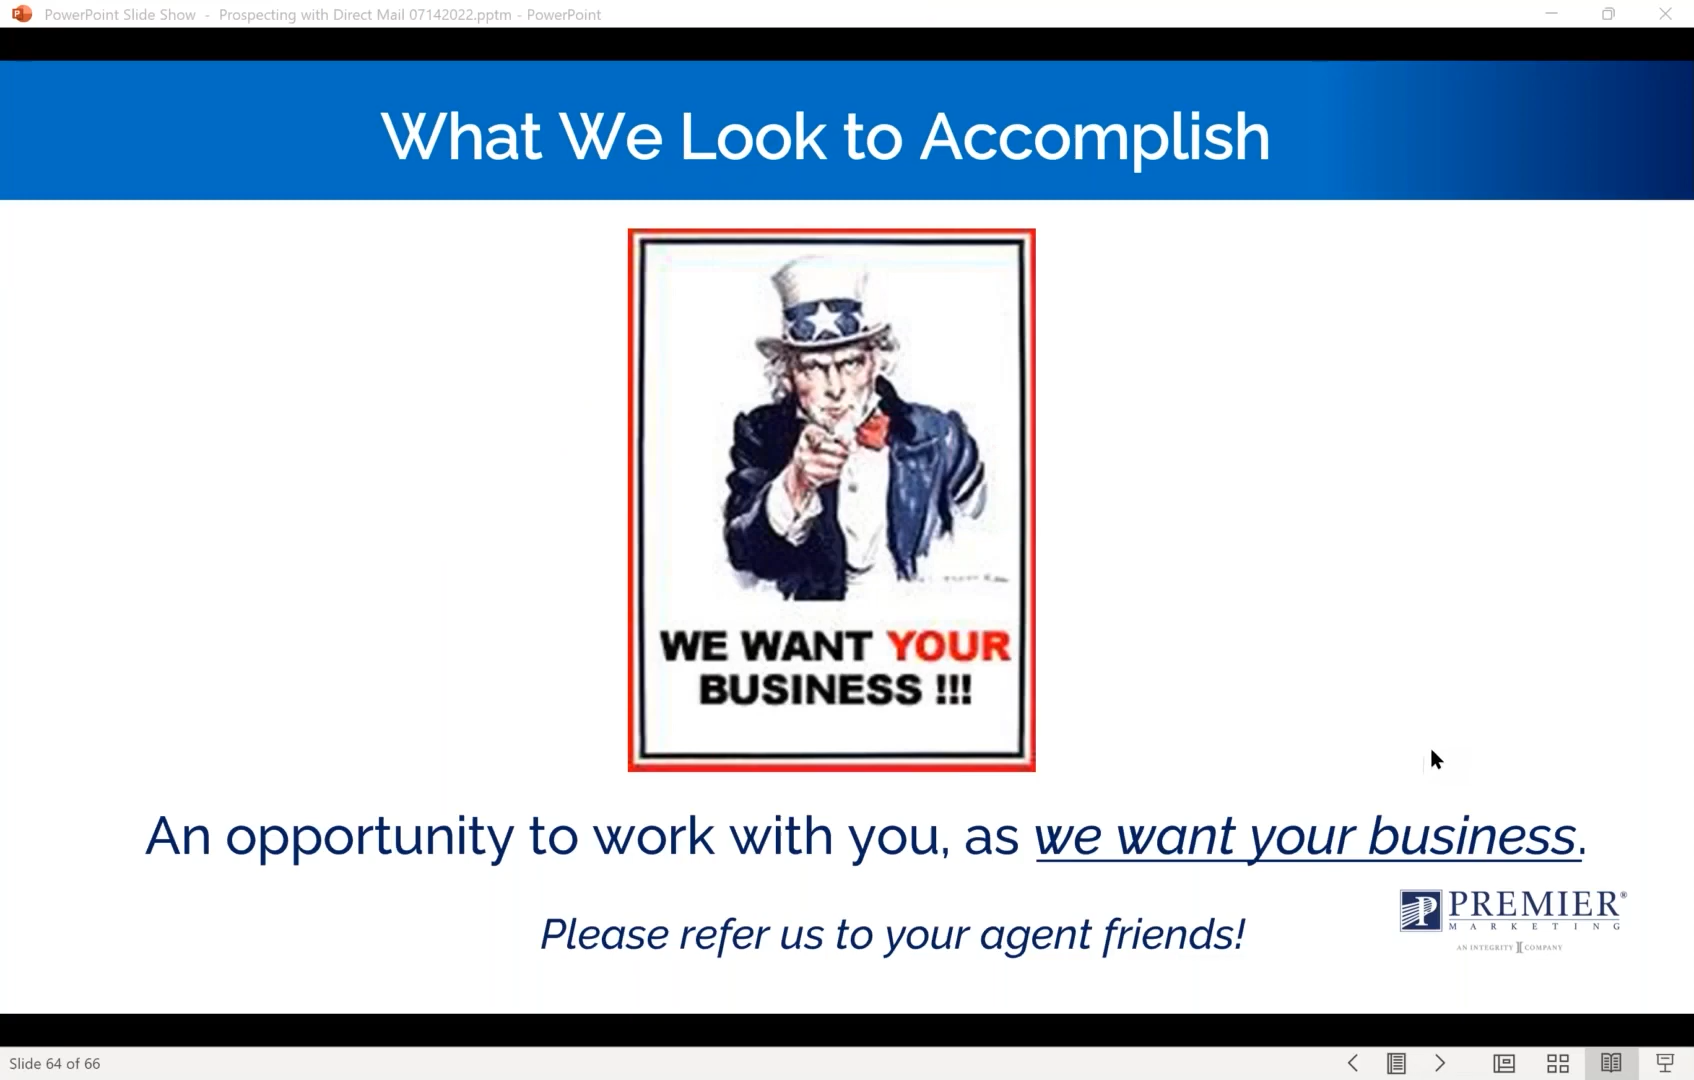 PowerPoint Slide Show - Prospecting with Direct Mail 07142022.pptm - PowerPoint
What We Look to Accomplish
WE WANT YOUR
BUSINESS !!!
An opportunity to work with you, as we want your business.
Please refer us to your agent friends!
PREMIER®
MARKETING
AN INTEGRITY COMPANY
Slide 64 of 66